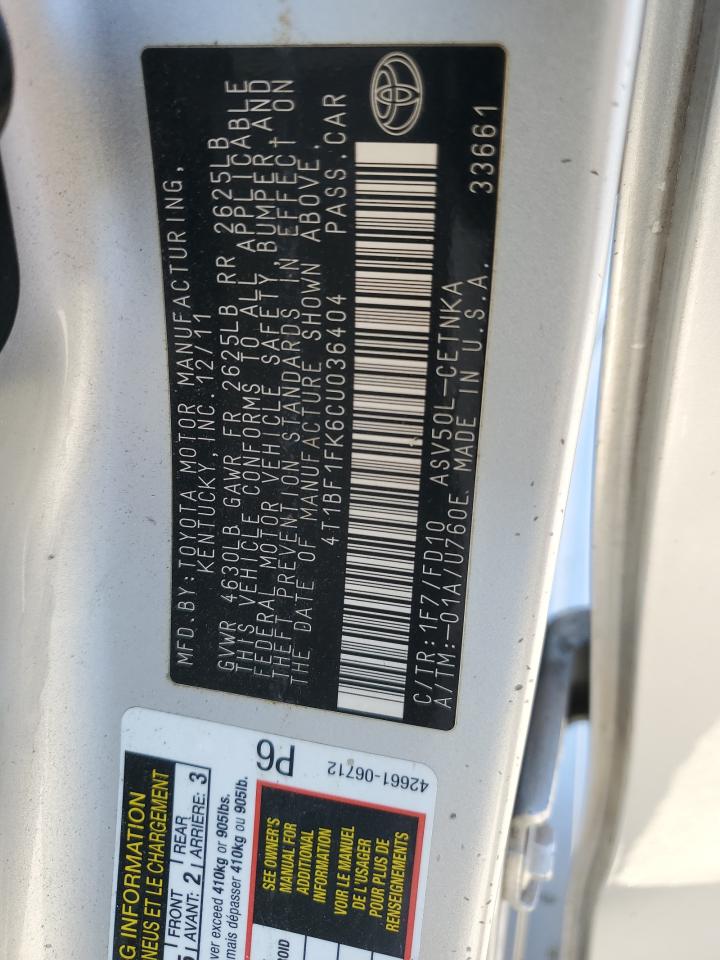 MFD.BY:TOYOTA MOTOR MANUFACTURING,
KENTUCKY, INC. 12/11
GVWR 4630LB GAWR FR 2625LB RR 2625LB
THIS VEHICLE CONFORMS TO ALL APPLICABLE
FEDERAL MOTOR VEHICLE SAFETY, BUMPER, AND
THEFT PREVENTION STANDARDS IN EFFECT ON
THE DATE OF MANUFACTURE SHOWN ABOVE.
4T1BF1FK6CU036404 PASS.CAR
C/TR:1F7/FD10 ASV50L-CETNKA
A/TM:-01A/U760E MADE IN U.S.A. 33661
P6
42661-06712
NG INFORMATION
NEUS ET LE CHARGEMENT
FRONT
AVANT: 2
REAR
ARRIÈRE: 3
ver exceed 410kg or 905lbs.
mais dépasser 410kg ou 905lb.
SEE OWNER'S
MANUAL FOR
ADDITIONAL
INFORMATION
VOIR LE MANUEL
DE L'USAGER
POUR PLUS DE
RENSEIGNEMENTS